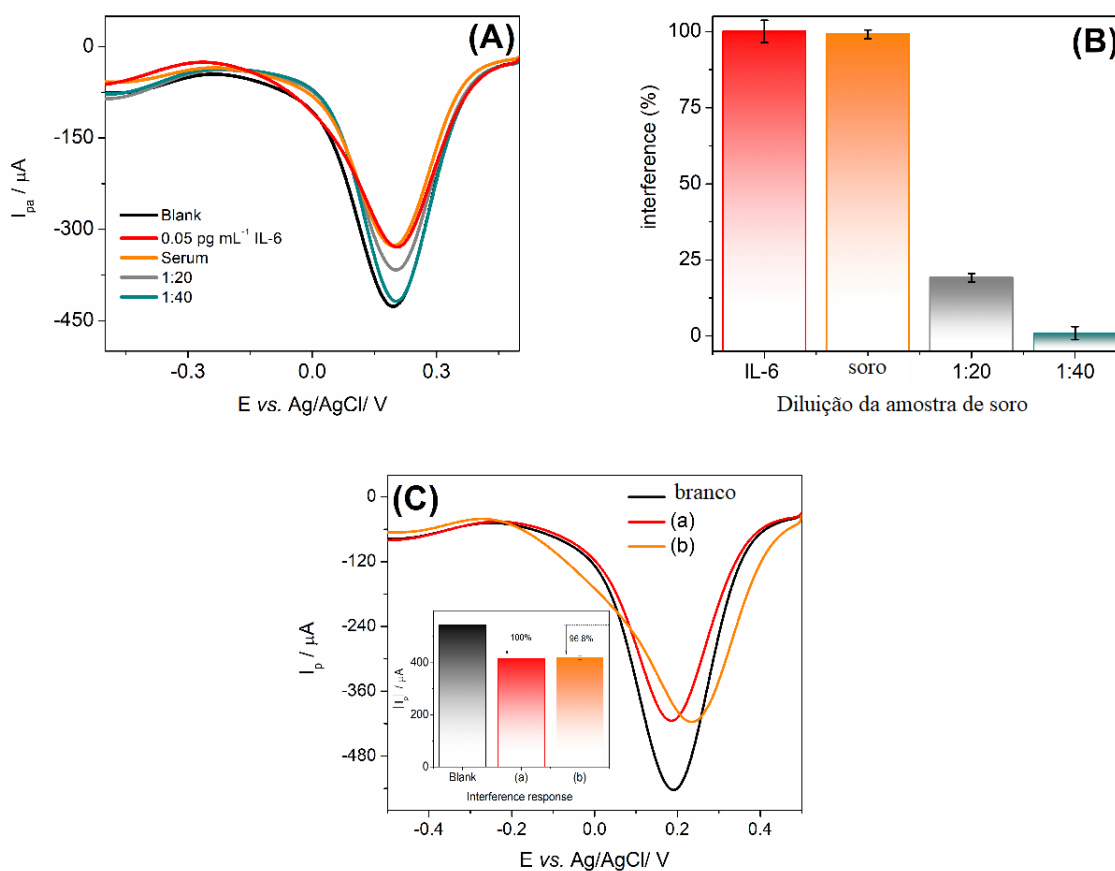 (A)
0
-150
-300
-450
I_pa / µA
Blank
0.05 pg mL⁻¹ IL-6
Serum
1:20
1:40
-0.3
0.0
0.3
E vs. Ag/AgCl/ V
(B)
100
75
50
25
0
interference (%)
IL-6
soro
1:20
1:40
Diluição da amostra de soro
(C)
0
-120
-240
-360
-480
I_p / µA
branco
(a)
(b)
400
200
0
|I_p| / µA
100%
96.8%
Blank
(a)
(b)
Interference response
-0.4
-0.2
0.0
0.2
0.4
E vs. Ag/AgCl/ V